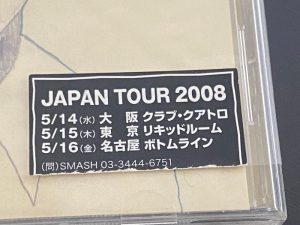 JAPAN TOUR 2008
5/14(水) 大 阪 クラブ・クアトロ
5/15(木) 東 京 リキッドルーム
5/16(金) 名古屋 ボトムライン
(問)SMASH 03-3444-6751